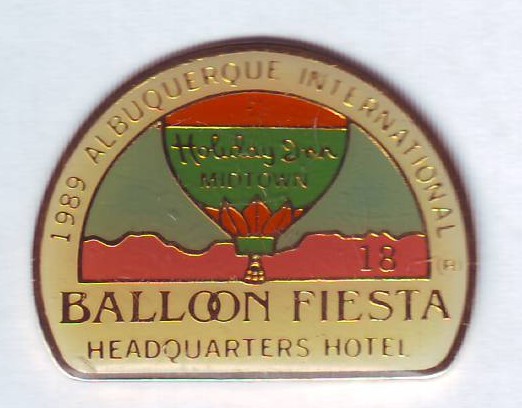 1989 ALBUQUERQUE INTERNATIONAL ®
Holiday Inn
MIDTOWN
18
BALLOON FIESTA
HEADQUARTERS HOTEL